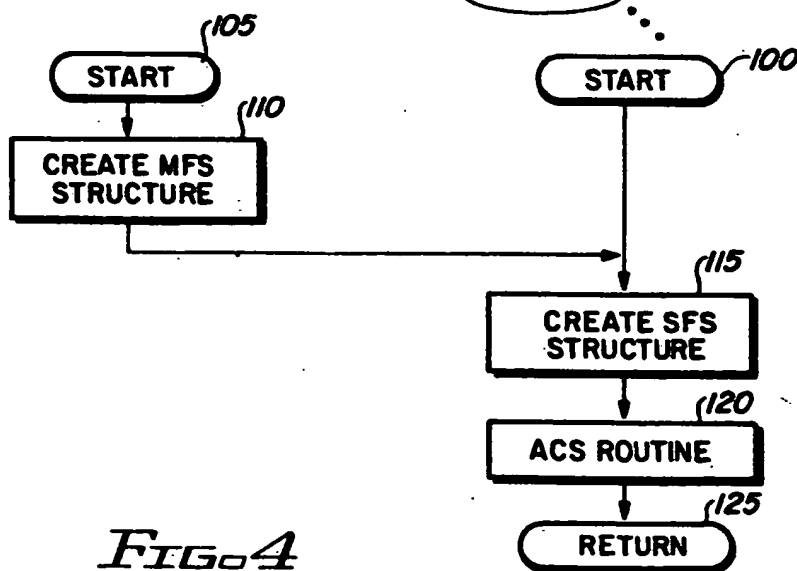 105
START
100
START
110
CREATE MFS
STRUCTURE
115
CREATE SFS
STRUCTURE
120
ACS ROUTINE
125
RETURN
FIG. 4